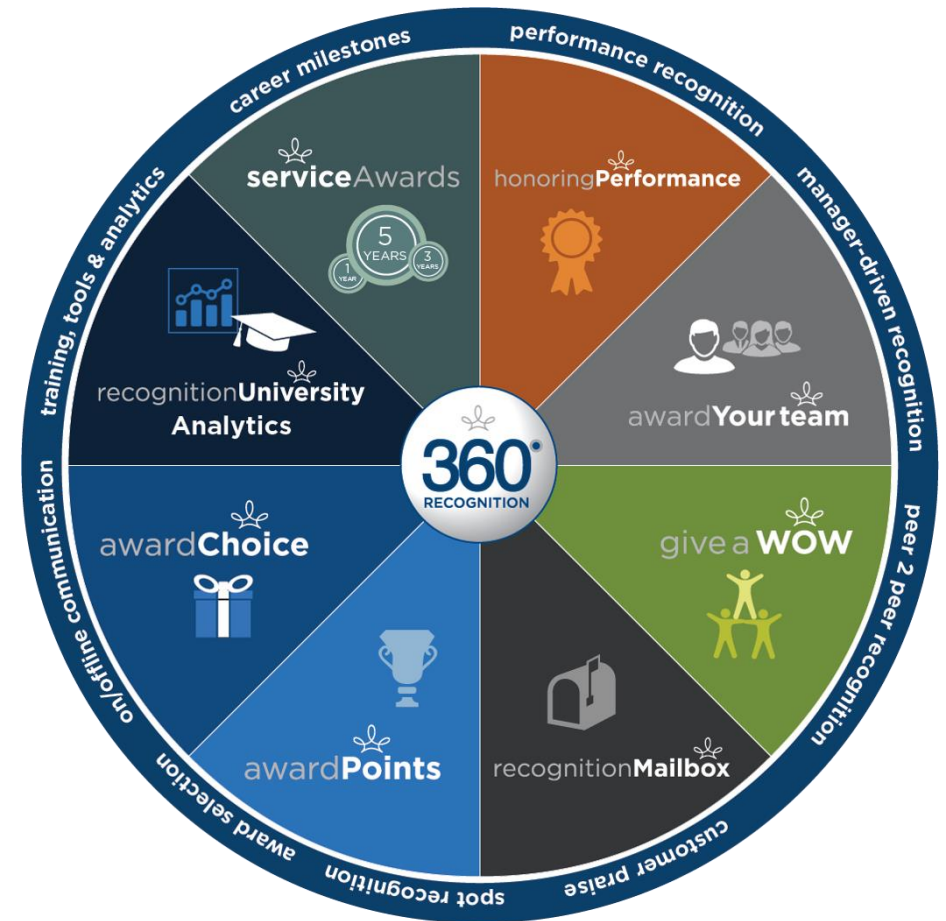 career milestones
performance recognition
manager-driven recognition
peer 2 peer recognition
customer praise
spot recognition
award selection
on/offline communication
training, tools & analytics
serviceAwards
1
YEAR
5
YEARS
3
YEARS
honoringPerformance
awardYour team
give a WOW
recognitionMailbox
awardPoints
awardChoice
recognitionUniversity
Analytics
360°
RECOGNITION